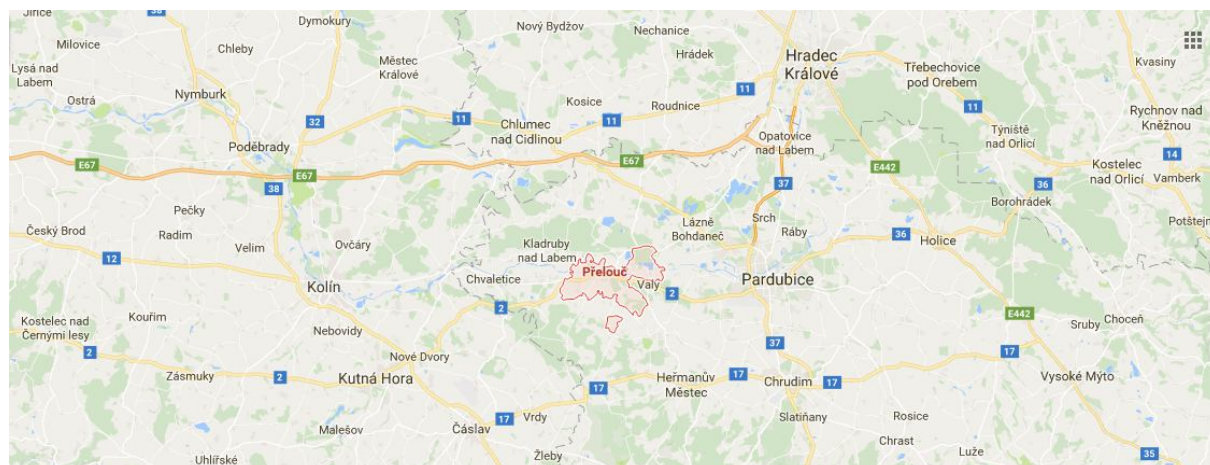 Jiřice
38
Dymokury
Nový Bydžov
Nechanice
Milovice
Chleby
Městec
Králové
Hrádek
Hradec
Králové
Třebechovice
pod Orebem
Kvasiny
Lysá nad
Labem
Ostrá
Nymburk
32
11
Kosice
11
Roudnice
11
11
Rychnov nad
Kněžnou
Chlumec
nad Cidlinou
Týniště
nad Orlicí
Poděbrady
Opatovice
nad Labem
14
E67
E67
E67
E442
Kostelec
nad Orlicí
Vamberk
38
37
36
Borohrádek
Pečky
Potštejn
Český Brod
Radim
Velim
Ovčáry
Kladruby
nad Labem
Lázně
Bohdaneč
Srch
Ráby
36
Holice
12
Chvaletice
Přelouč
Valy
Pardubice
Kolín
2
2
Kostelec nad
Černými lesy
Kouřim
Nebovidy
E442
Sruby
Choceň
2
Nové Dvory
37
17
Zásmuky
2
Kutná Hora
17
Heřmanův
Městec
17
Chrudim
17
Vysoké Mýto
Malešov
Čáslav
17
Vrdy
Slatiňany
Rosice
Chrast
Uhlířské
Žleby
Luže
35